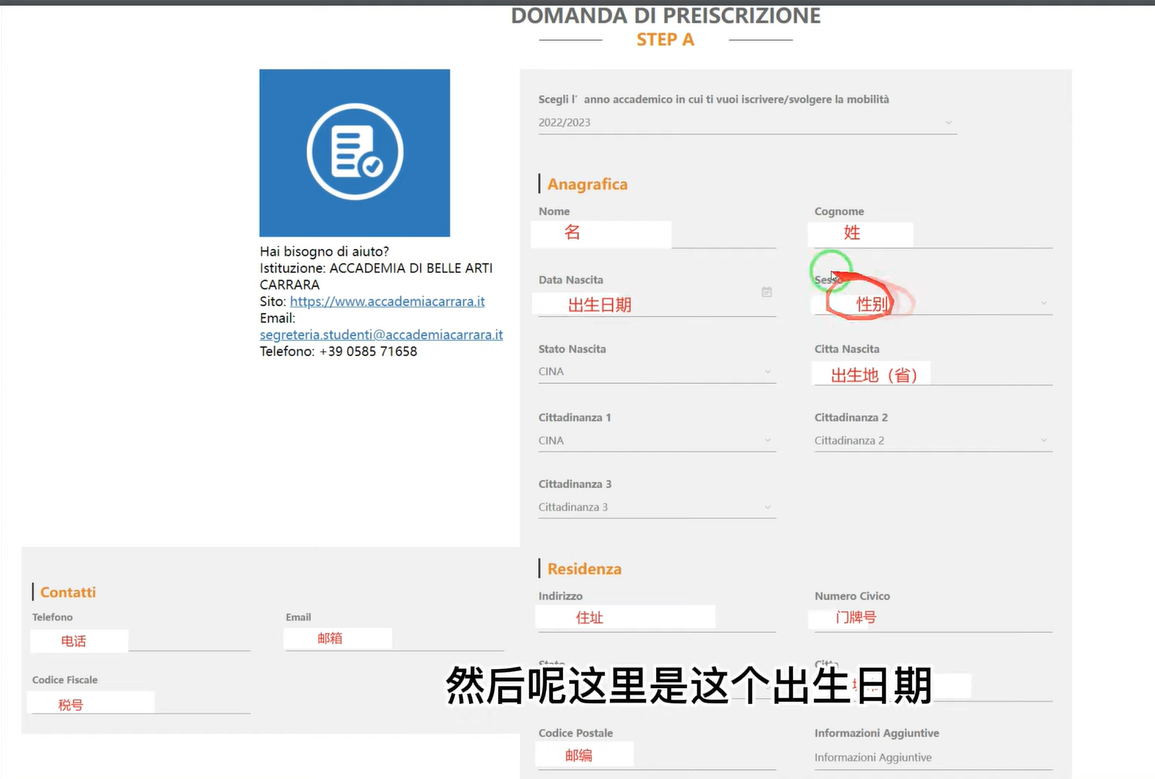 DOMANDA DI PREISCRIZIONE
STEP A
Hai bisogno di aiuto?
Istituzione: ACCADEMIA DI BELLE ARTI
CARRARA
Sito: https://www.accademiacarrara.it
Email:
segreteria.studenti@accademiacarrara.it
Telefono: +39 0585 71658
Scegli l' anno accademico in cui ti vuoi iscrivere/svolgere la mobilità
2022/2023
Anagrafica
Nome
名
Cognome
姓
Data Nascita
出生日期
Sesso
性别
Stato Nascita
CINA
Citta Nascita
出生地（省）
Cittadinanza 1
CINA
Cittadinanza 2
Cittadinanza 2
Cittadinanza 3
Cittadinanza 3
Contatti
Telefono
电话
Email
邮箱
Codice Fiscale
税号
Residenza
Indirizzo
住址
Numero Civico
门牌号
Stato
Citta
然后呢这里是这个出生日期
Codice Postale
邮编
Informazioni Aggiuntive
Informazioni Aggiuntive